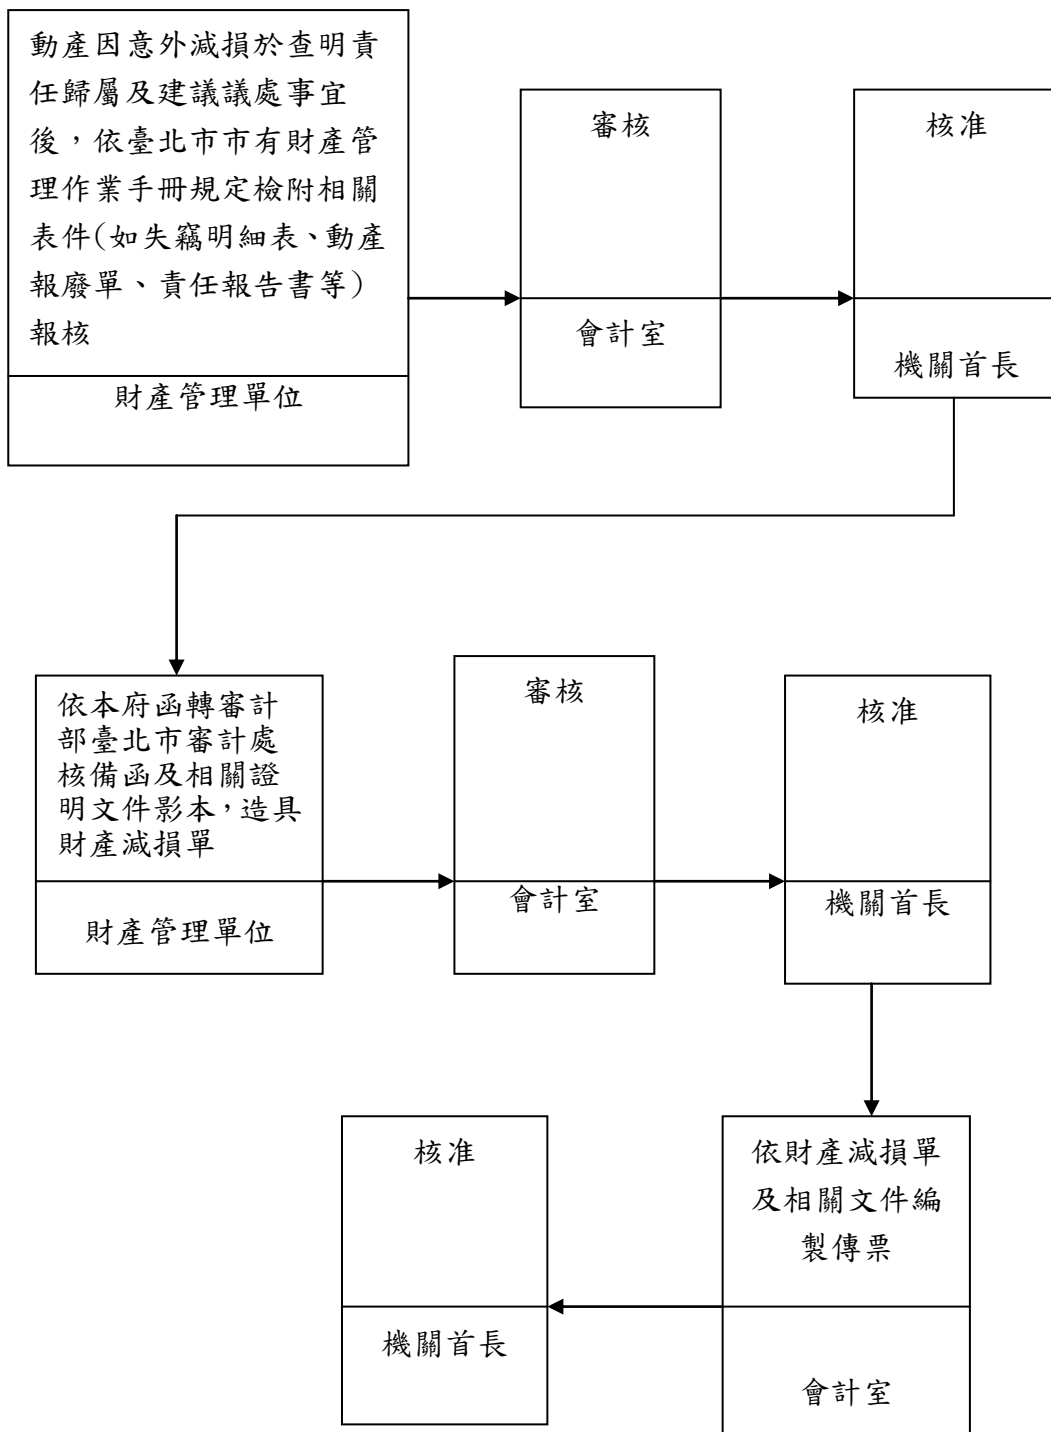 動產因意外減損於查明責
任歸屬及建議議處事宜
後，依臺北市市有財產管
理作業手冊規定檢附相關
表件(如失竊明細表、動產
報廢單、責任報告書等)
報核
財產管理單位
審核
會計室
核准
機關首長
依本府函轉審計
部臺北市審計處
核備函及相關證
明文件影本，造具
財產減損單
財產管理單位
審核
會計室
核准
機關首長
依財產減損單
及相關文件編
製傳票
會計室
核准
機關首長